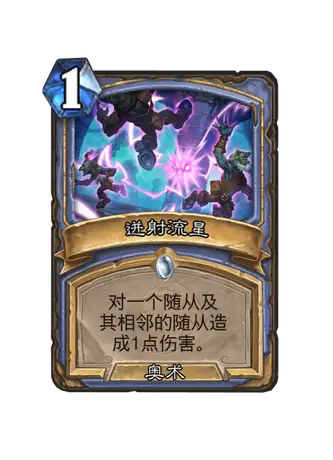 1
迸射流星
对一个随从及
其相邻的随从造
成1点伤害。
奥术